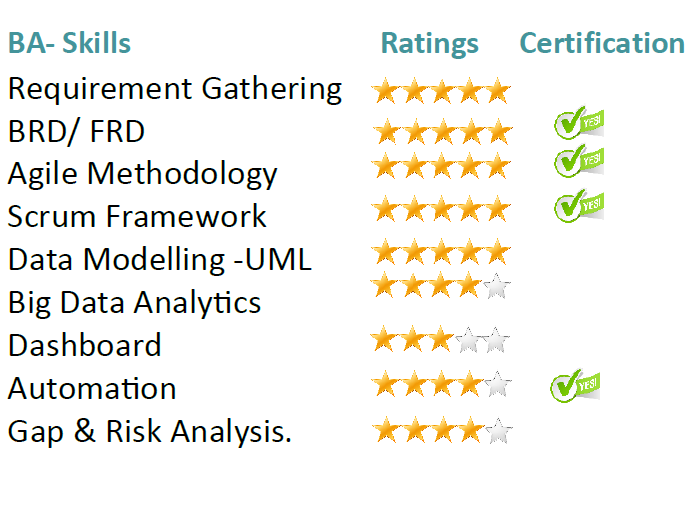 BA- Skills Ratings Certification
Requirement Gathering
BRD/ FRD YES!
Agile Methodology YES!
Scrum Framework YES!
Data Modelling -UML
Big Data Analytics
Dashboard
Automation YES!
Gap & Risk Analysis.